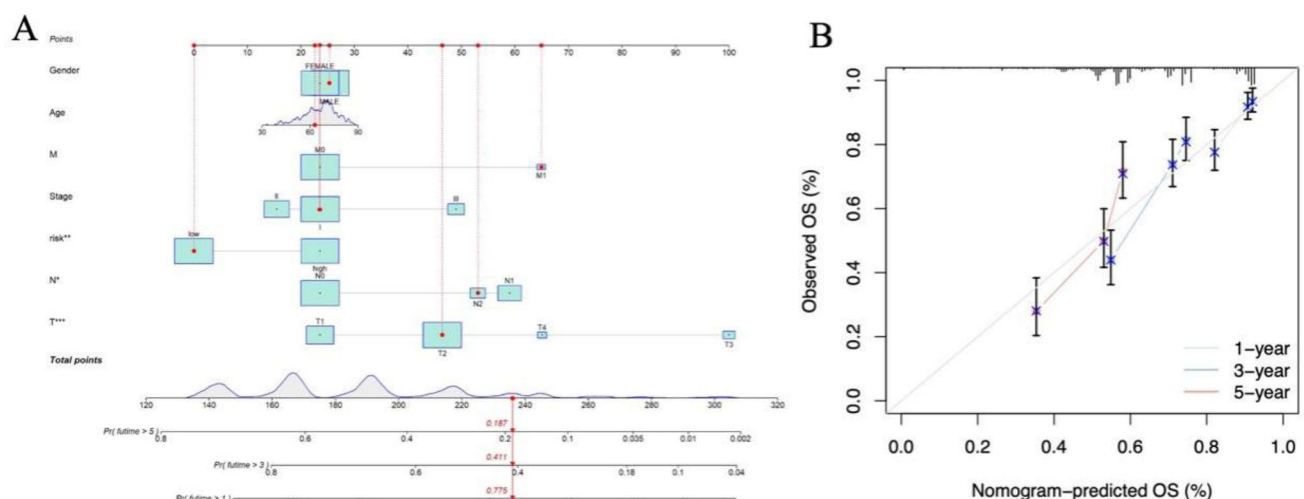 A
Points
0 10 20 30 40 50 60 70 80 90 100
Gender
FEMALE
MALE
Age
30 60 90
M
M0
M1
Stage
II
III
I
risk**
low
high
N*
N0
N1
N2
T***
T1
T4
T2
T3
Total points
120 140 160 180 200 220 240 260 280 300 320
0.187
Pr( futime > 5 )
0.8 0.6 0.4 0.2 0.1 0.035 0.01 0.002
0.411
Pr( futime > 3 )
0.8 0.6 0.4 0.18 0.1 0.04
0.775
Pr( futime > 1 )
B
Observed OS (%)
1.0
0.8
0.6
0.4
0.2
0.0
1-year
3-year
5-year
0.0 0.2 0.4 0.6 0.8 1.0
Nomogram-predicted OS (%)